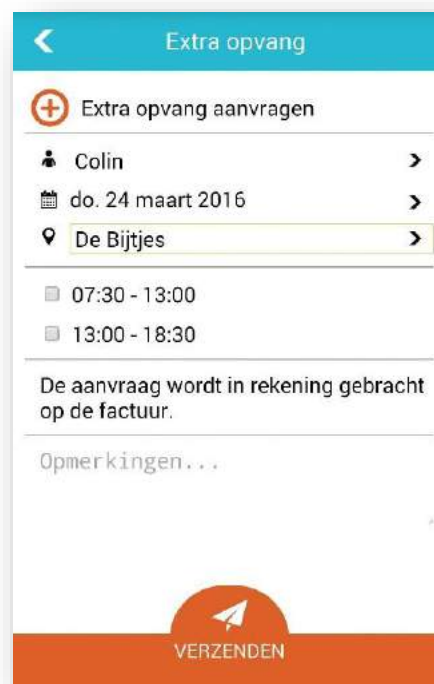 Extra opvang
Extra opvang aanvragen
Colin
do. 24 maart 2016
De Bijtjes
07:30 - 13:00
13:00 - 18:30
De aanvraag wordt in rekening gebracht
op de factuur.
Opmerkingen...
VERZENDEN